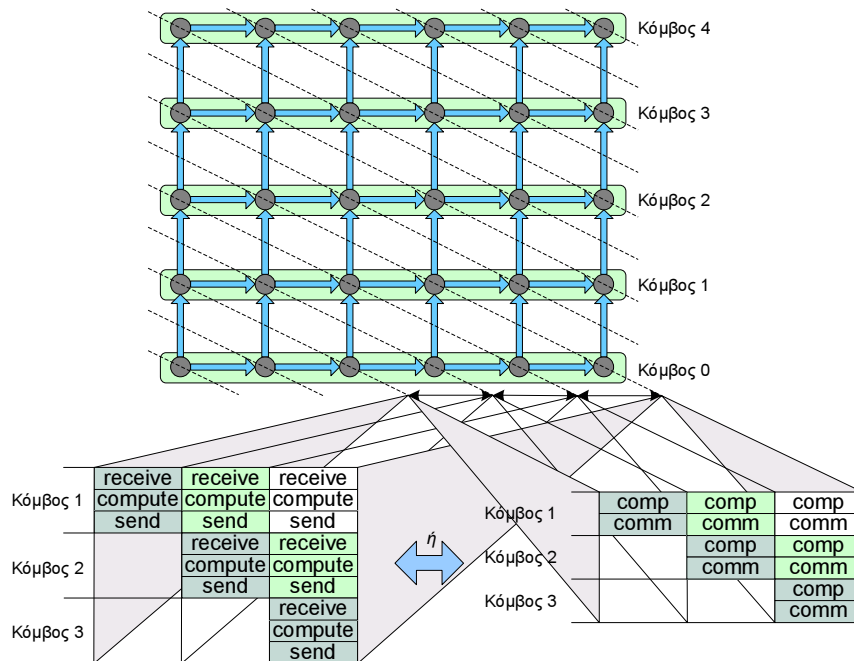 Κόμβος 4
Κόμβος 3
Κόμβος 2
Κόμβος 1
Κόμβος 0
receive receive receive
Κόμβος 1 compute compute compute
send send send
receive receive
Κόμβος 2 compute compute
send send
receive
Κόμβος 3 compute
send
ή
Κόμβος 1 comp comp comp
comm comm comm
Κόμβος 2 comp comp
comm comm
Κόμβος 3 comp
comm